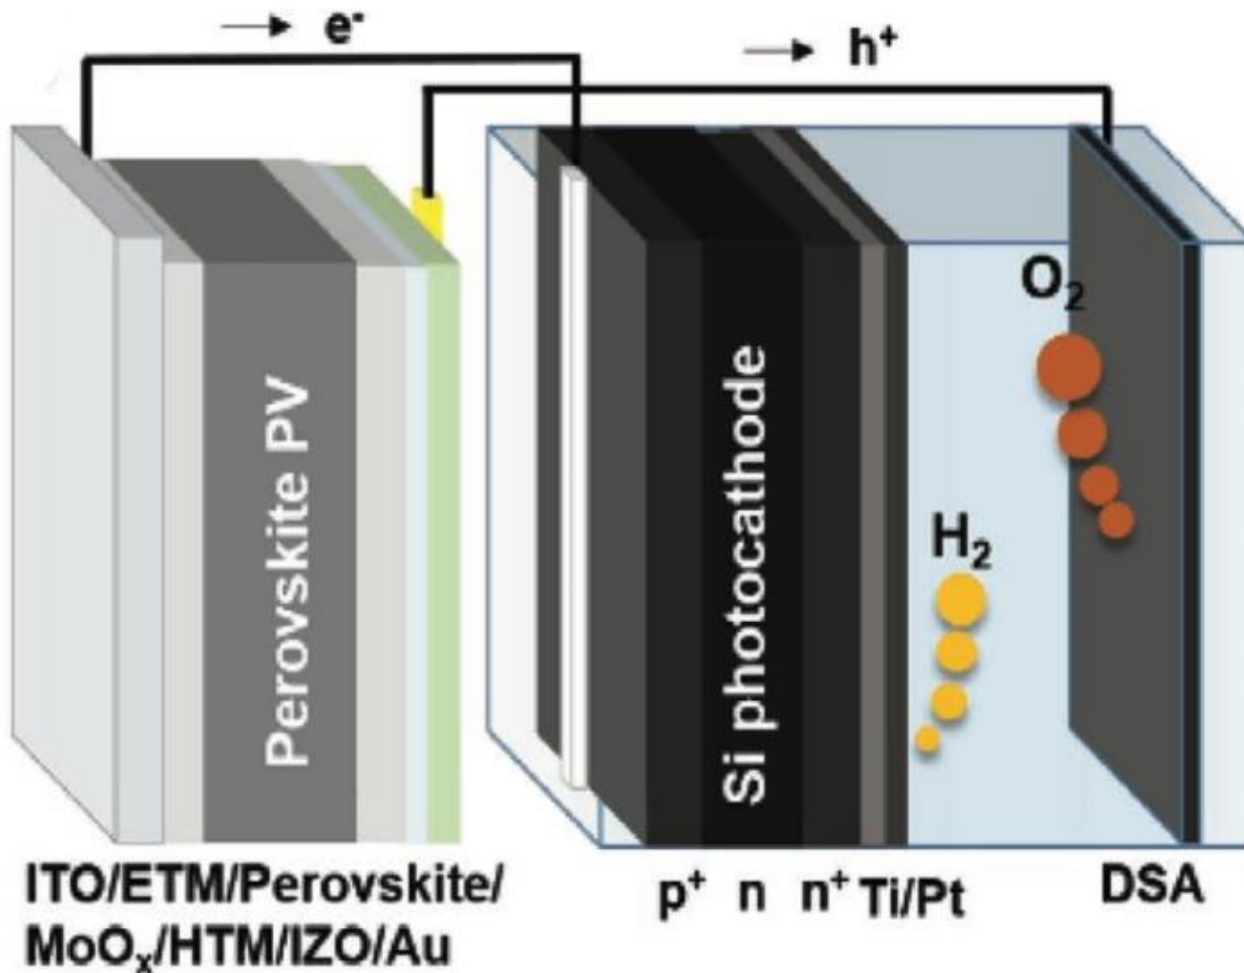 → e⁻
→ h⁺
Perovskite PV
Si photocathode
O₂
H₂
ITO/ETM/Perovskite/
MoOₓ/HTM/IZO/Au
p⁺ n n⁺ Ti/Pt
DSA